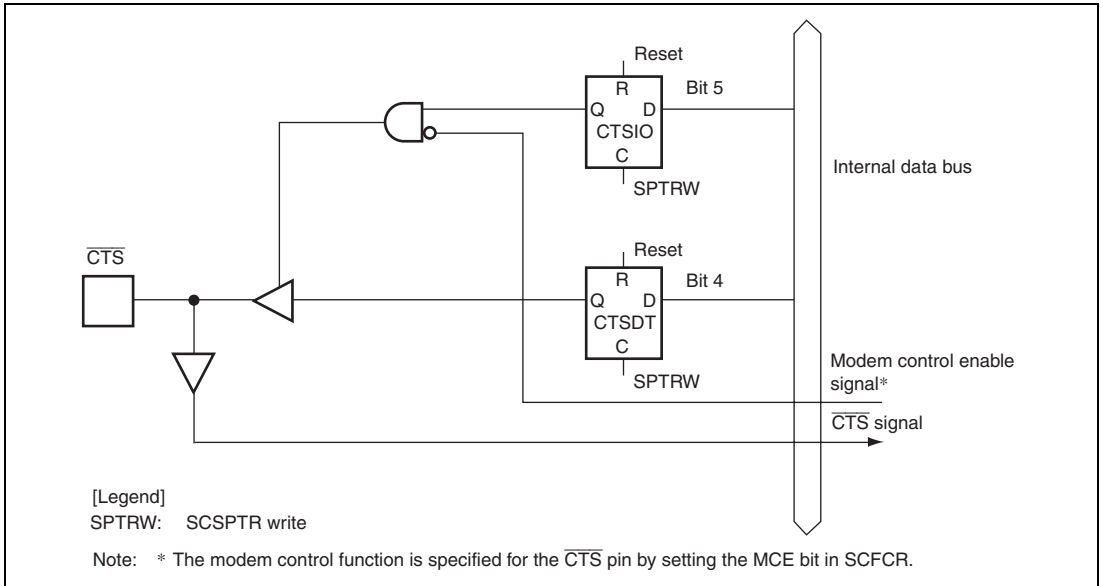 Reset
R
Bit 5
Q D
CTSIO
C
SPTRW
Internal data bus
CTS
Reset
R
Bit 4
Q D
CTSDT
C
SPTRW
Modem control enable
signal*
CTS signal
[Legend]
SPTRW: SCSPTR write
Note: * The modem control function is specified for the CTS pin by setting the MCE bit in SCFCR.